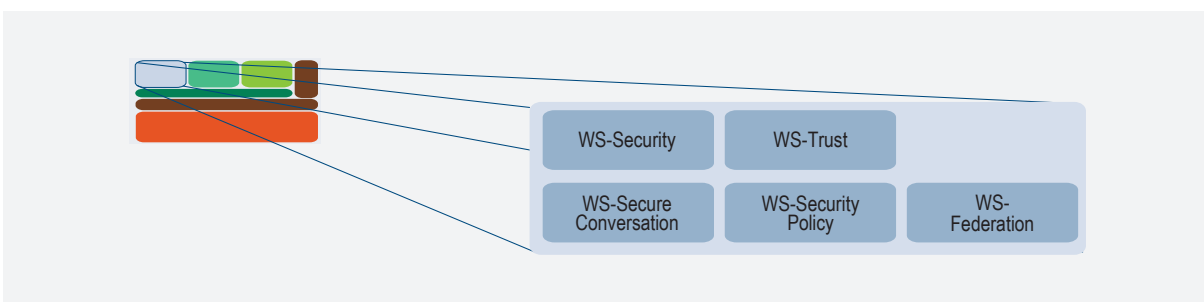 WS-Security
WS-Trust
WS-Secure
Conversation
WS-Security
Policy
WS-
Federation